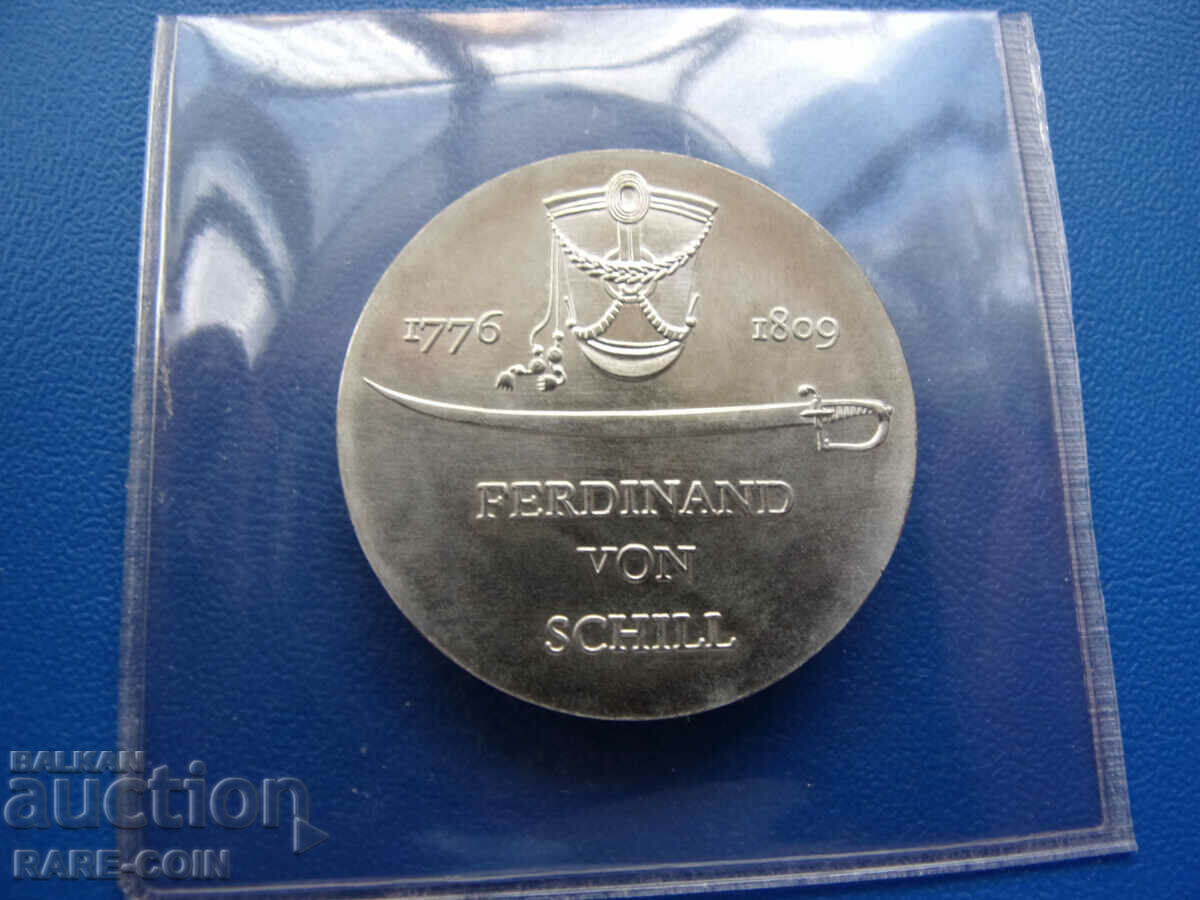 1776 1809
FERDINAND
VON
SCHILL
BALKAN
auction
RARE-COIN